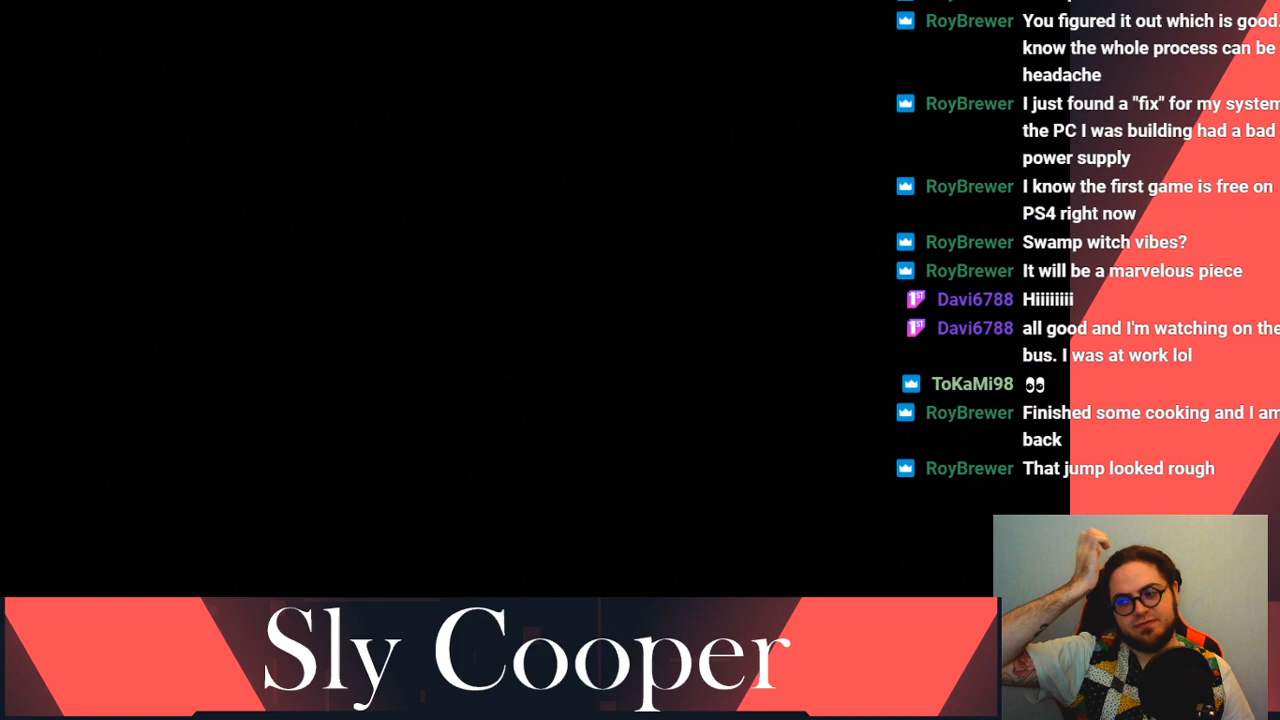 RoyBrewer You figured it out which is good.
know the whole process can be
headache
RoyBrewer I just found a "fix" for my system
the PC I was building had a bad
power supply
RoyBrewer I know the first game is free on
PS4 right now
RoyBrewer Swamp witch vibes?
RoyBrewer It will be a marvelous piece
1ST Davi6788 Hiiiiiiii
1ST Davi6788 all good and I'm watching on the
bus. I was at work lol
ToKaMi98 👀
RoyBrewer Finished some cooking and I am
back
RoyBrewer That jump looked rough
Sly Cooper